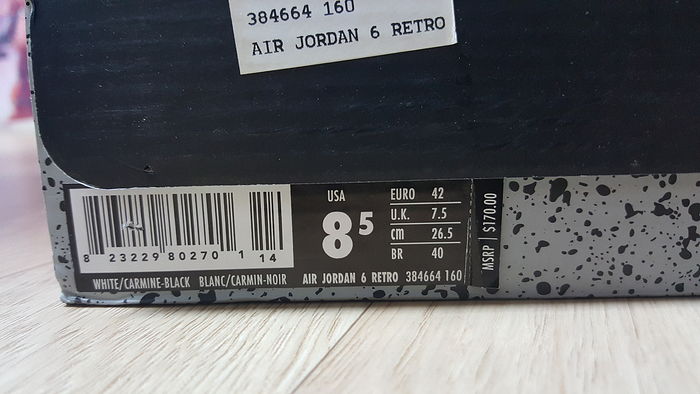 384664 160
AIR JORDAN 6 RETRO
8 23229 80270 1 14
WHITE/CARMINE-BLACK BLANC/CARMIN-NOIR
USA
8 5
EURO 42
U.K. 7.5
cm 26.5
BR 40
AIR JORDAN 6 RETRO 384664 160
MSRP | $170.00